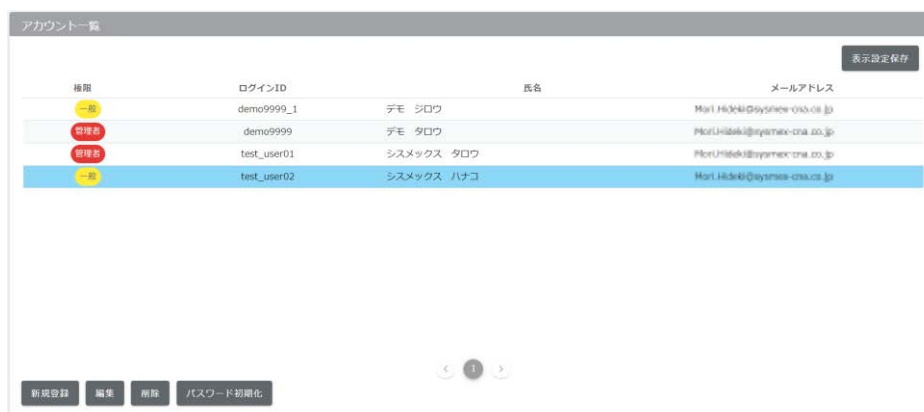 アカウント一覧
表示設定保存
権限 ログインID 氏名 メールアドレス
一般 demo9999_1 デモ ジロウ
管理者 demo9999 デモ タロウ
管理者 test_user01 シスメックス タロウ
一般 test_user02 シスメックス ハナコ
< 1 >
新規登録 編集 削除 パスワード初期化